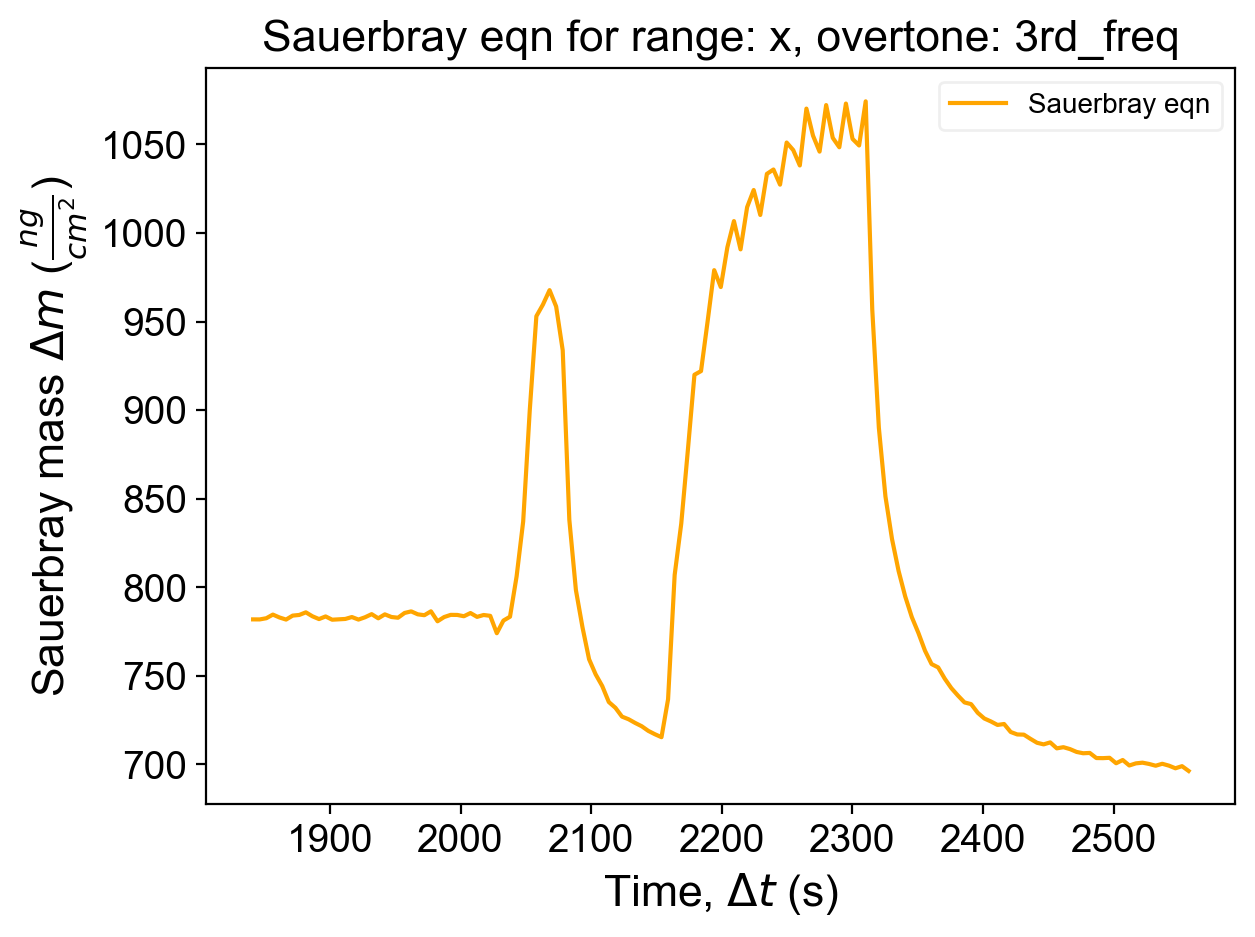 Sauerbray eqn for range: x, overtone: 3rd_freq
Sauerbray eqn
1050
1000
950
900
850
800
750
700
Sauerbray mass Δm (ng/cm²)
1900 2000 2100 2200 2300 2400 2500
Time, Δt (s)